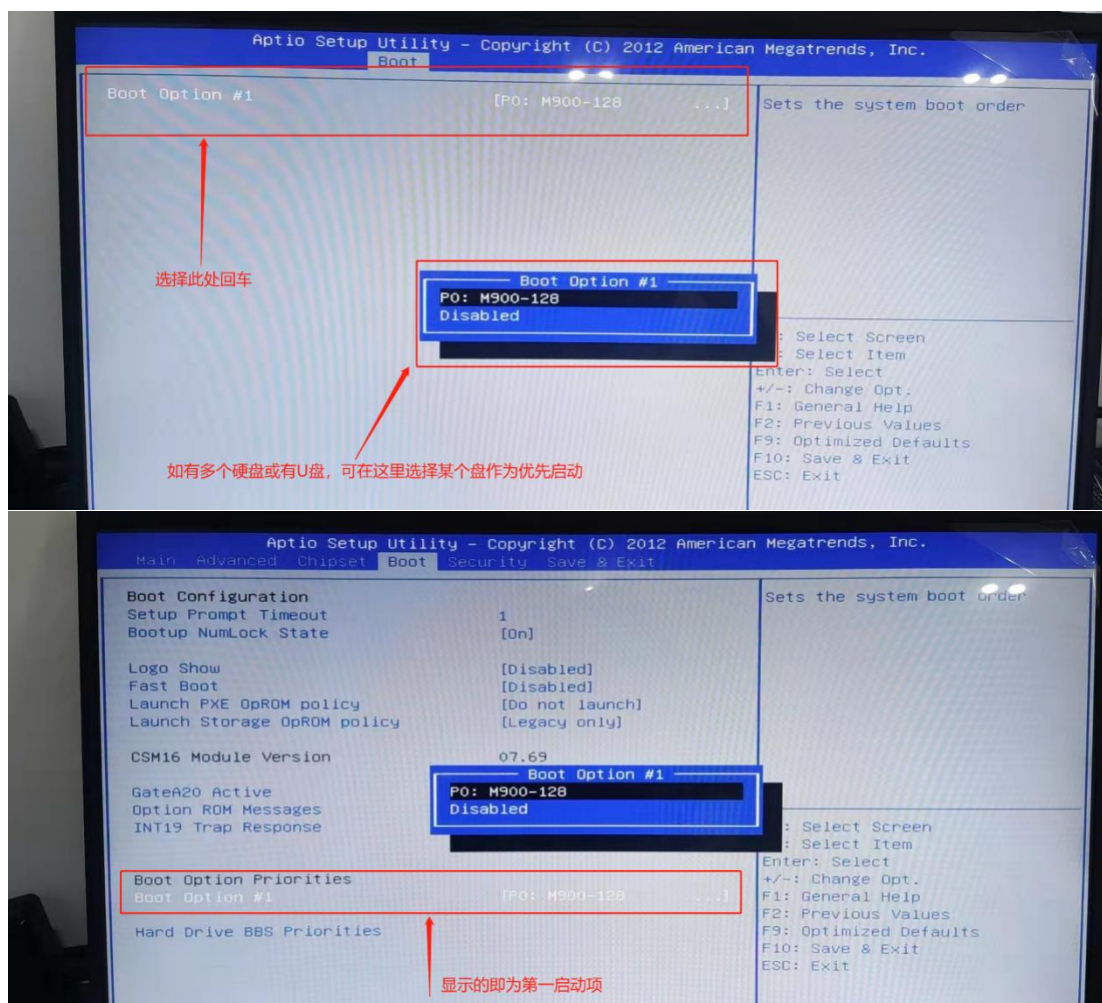 Aptio Setup Utility - Copyright (C) 2012 American Megatrends, Inc.
Boot
Boot Option #1 [P0: M900-128 ...]
Sets the system boot order
选择此处回车
Boot Option #1
P0: M900-128
Disabled
: Select Screen
: Select Item
Enter: Select
+/-: Change Opt.
F1: General Help
F2: Previous Values
F9: Optimized Defaults
F10: Save & Exit
ESC: Exit
如有多个硬盘或有U盘，可在这里选择某个盘作为优先启动
Aptio Setup Utility - Copyright (C) 2012 American Megatrends, Inc.
Main Advanced Chipset Boot Security Save & Exit
Boot Configuration
Setup Prompt Timeout 1
Bootup NumLock State [On]
Sets the system boot order
Logo Show [Disabled]
Fast Boot [Disabled]
Launch PXE OpROM policy [Do not launch]
Launch Storage OpROM policy [Legacy only]
CSM16 Module Version 07.69
GateA20 Active
Option ROM Messages
INT19 Trap Response
Boot Option #1
P0: M900-128
Disabled
: Select Screen
: Select Item
Enter: Select
+/-: Change Opt.
F1: General Help
F2: Previous Values
F9: Optimized Defaults
F10: Save & Exit
ESC: Exit
Boot Option Priorities
Boot Option #1 [P0: M900-128 ...]
Hard Drive BBS Priorities
显示的即为第一启动项